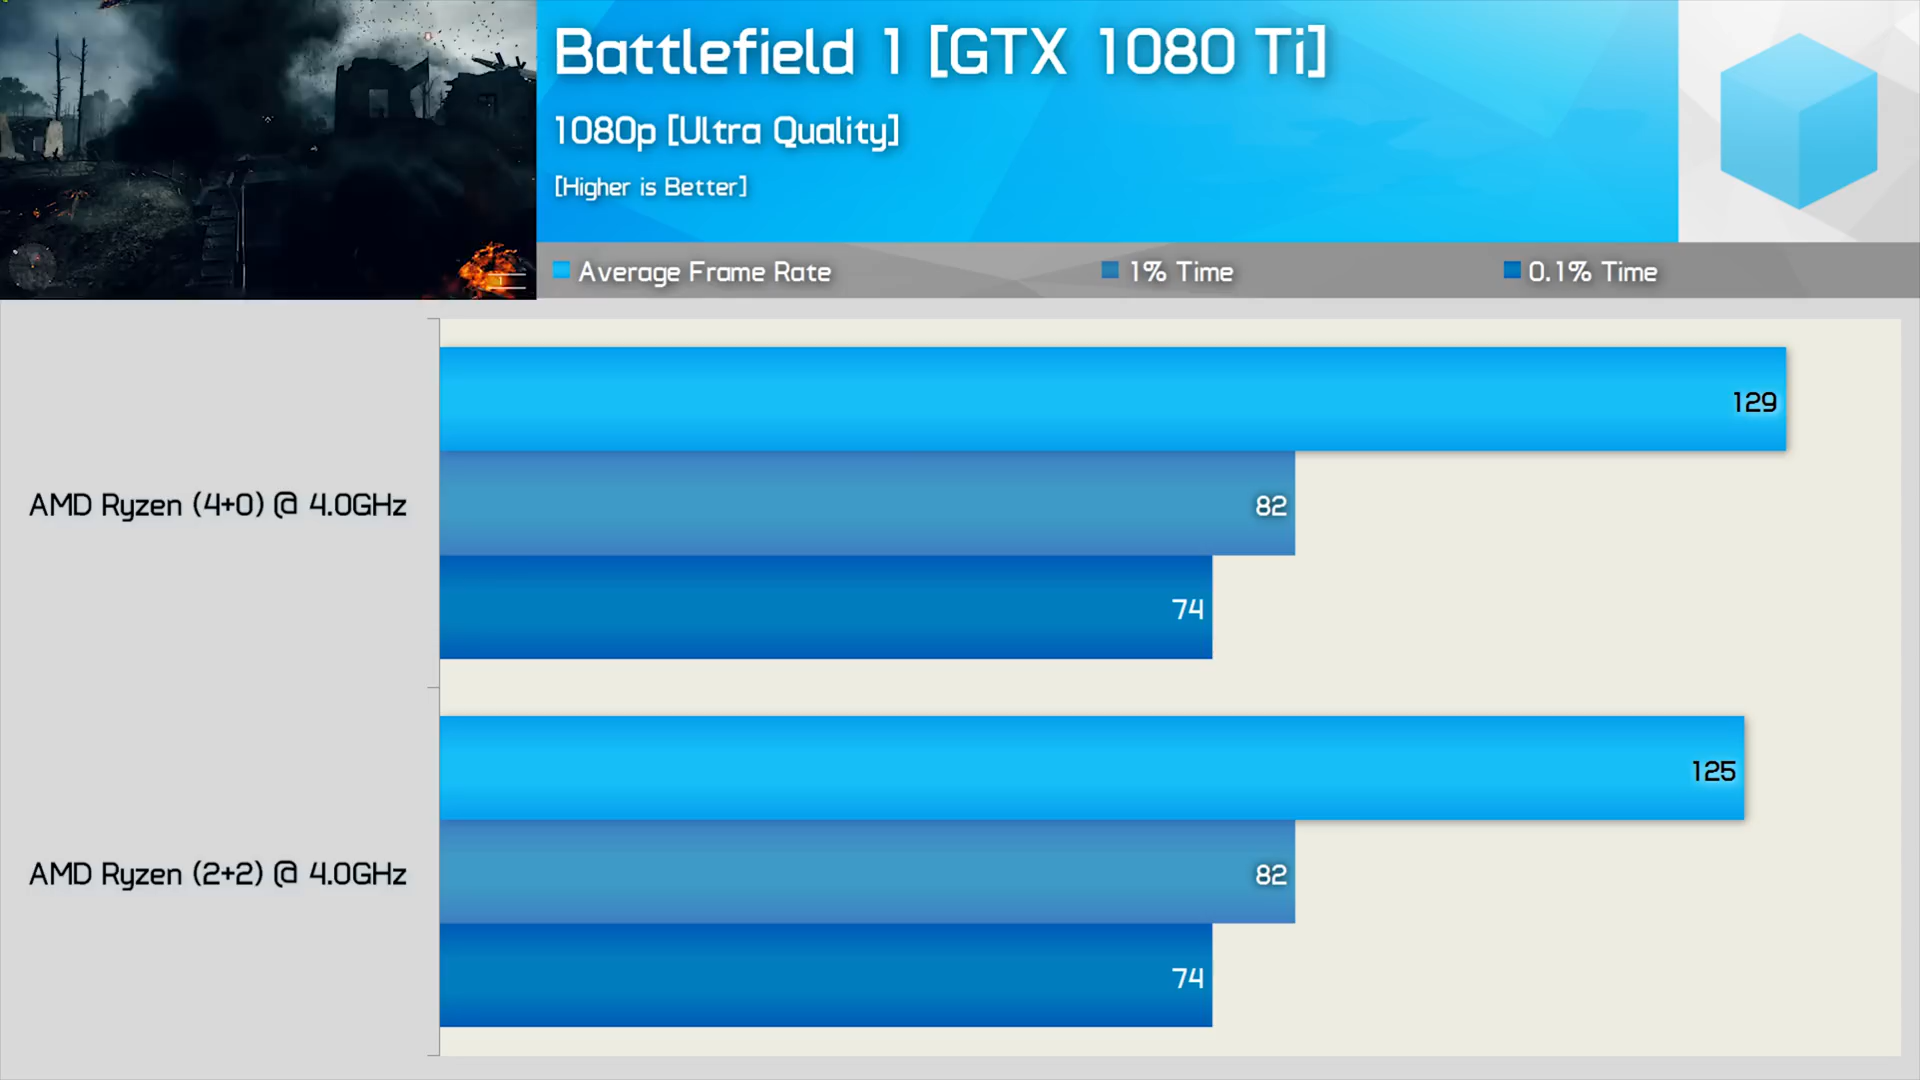 Battlefield 1 [GTX 1080 Ti]
1080p [Ultra Quality]
[Higher is Better]
Average Frame Rate
1% Time
0.1% Time
129
AMD Ryzen (4+0) @ 4.0GHz
82
74
125
AMD Ryzen (2+2) @ 4.0GHz
82
74